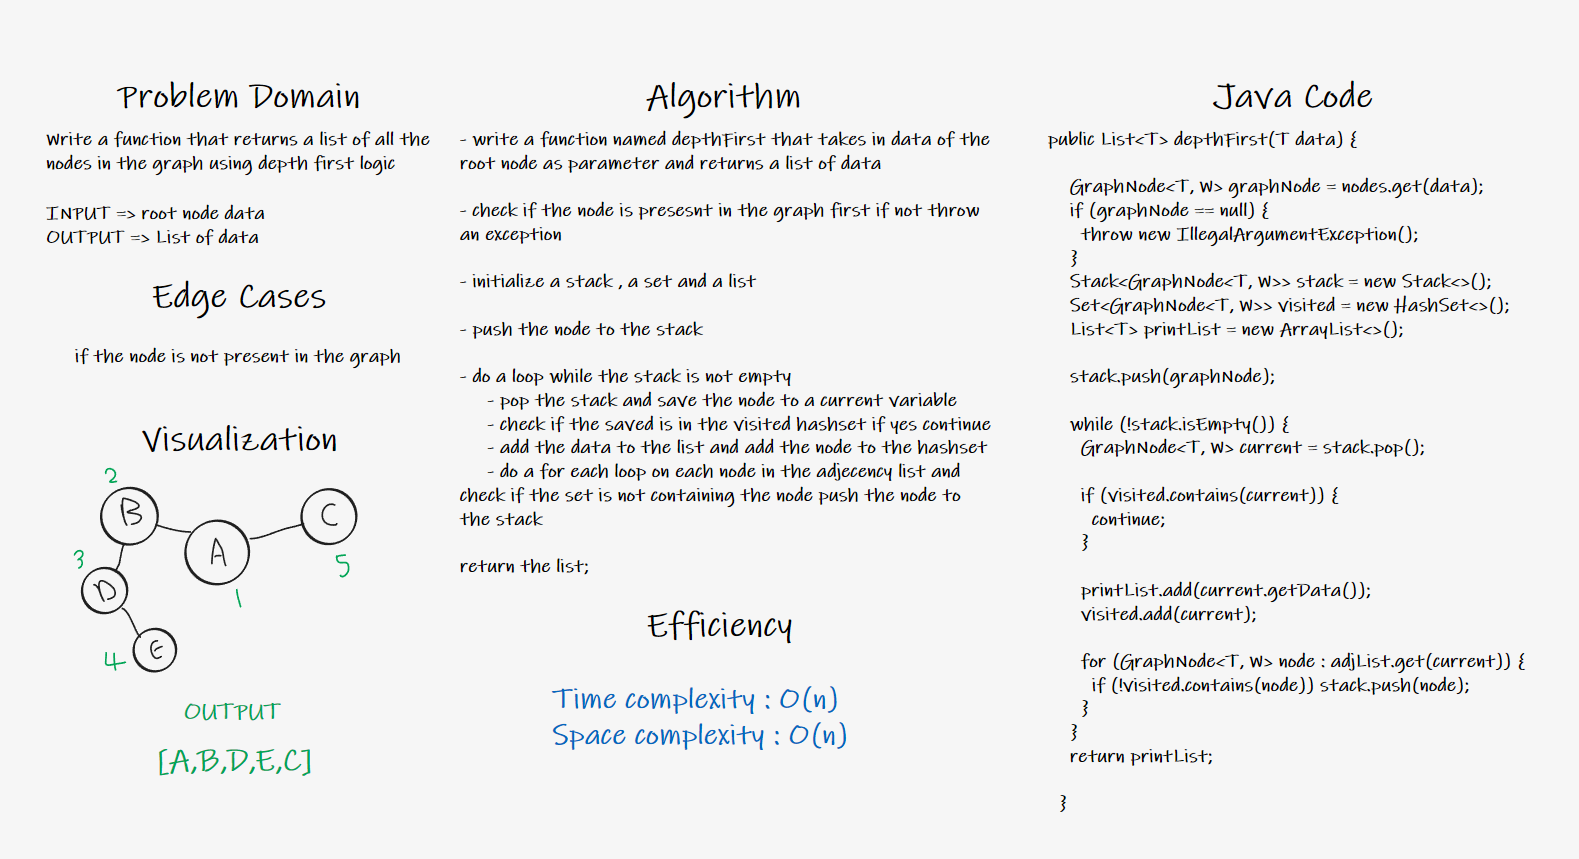 Problem Domain
Write a function that returns a list of all the
nodes in the graph using depth first logic
INPUT => root node data
OUTPUT => List of data
Edge Cases
if the node is not present in the graph
Visualization
2
B
C
A
3
5
D
1
E
4
OUTPUT
[A,B,D,E,C]
Algorithm
- write a function named depthFirst that takes in data of the
root node as parameter and returns a list of data
- check if the node is presesnt in the graph first if not throw
an exception
- initialize a stack , a set and a list
- push the node to the stack
- do a loop while the stack is not empty
- pop the stack and save the node to a current variable
- check if the saved is in the visited hashset if yes continue
- add the data to the list and add the node to the hashset
- do a for each loop on each node in the adjecency list and
check if the set is not containing the node push the node to
the stack
return the list;
Efficiency
Time complexity : O(n)
Space complexity : O(n)
Java Code
public List<T> depthFirst(T data) {
GraphNode<T, W> graphNode = nodes.get(data);
if (graphNode == null) {
throw new IllegalArgumentException();
}
Stack<GraphNode<T, W>> stack = new Stack<>();
Set<GraphNode<T, W>> visited = new HashSet<>();
List<T> printList = new ArrayList<>();
stack.push(graphNode);
while (!stack.isEmpty()) {
GraphNode<T, W> current = stack.pop();
if (visited.contains(current)) {
continue;
}
printList.add(current.getData());
visited.add(current);
for (GraphNode<T, W> node : adjList.get(current)) {
if (!visited.contains(node)) stack.push(node);
}
}
return printList;
}